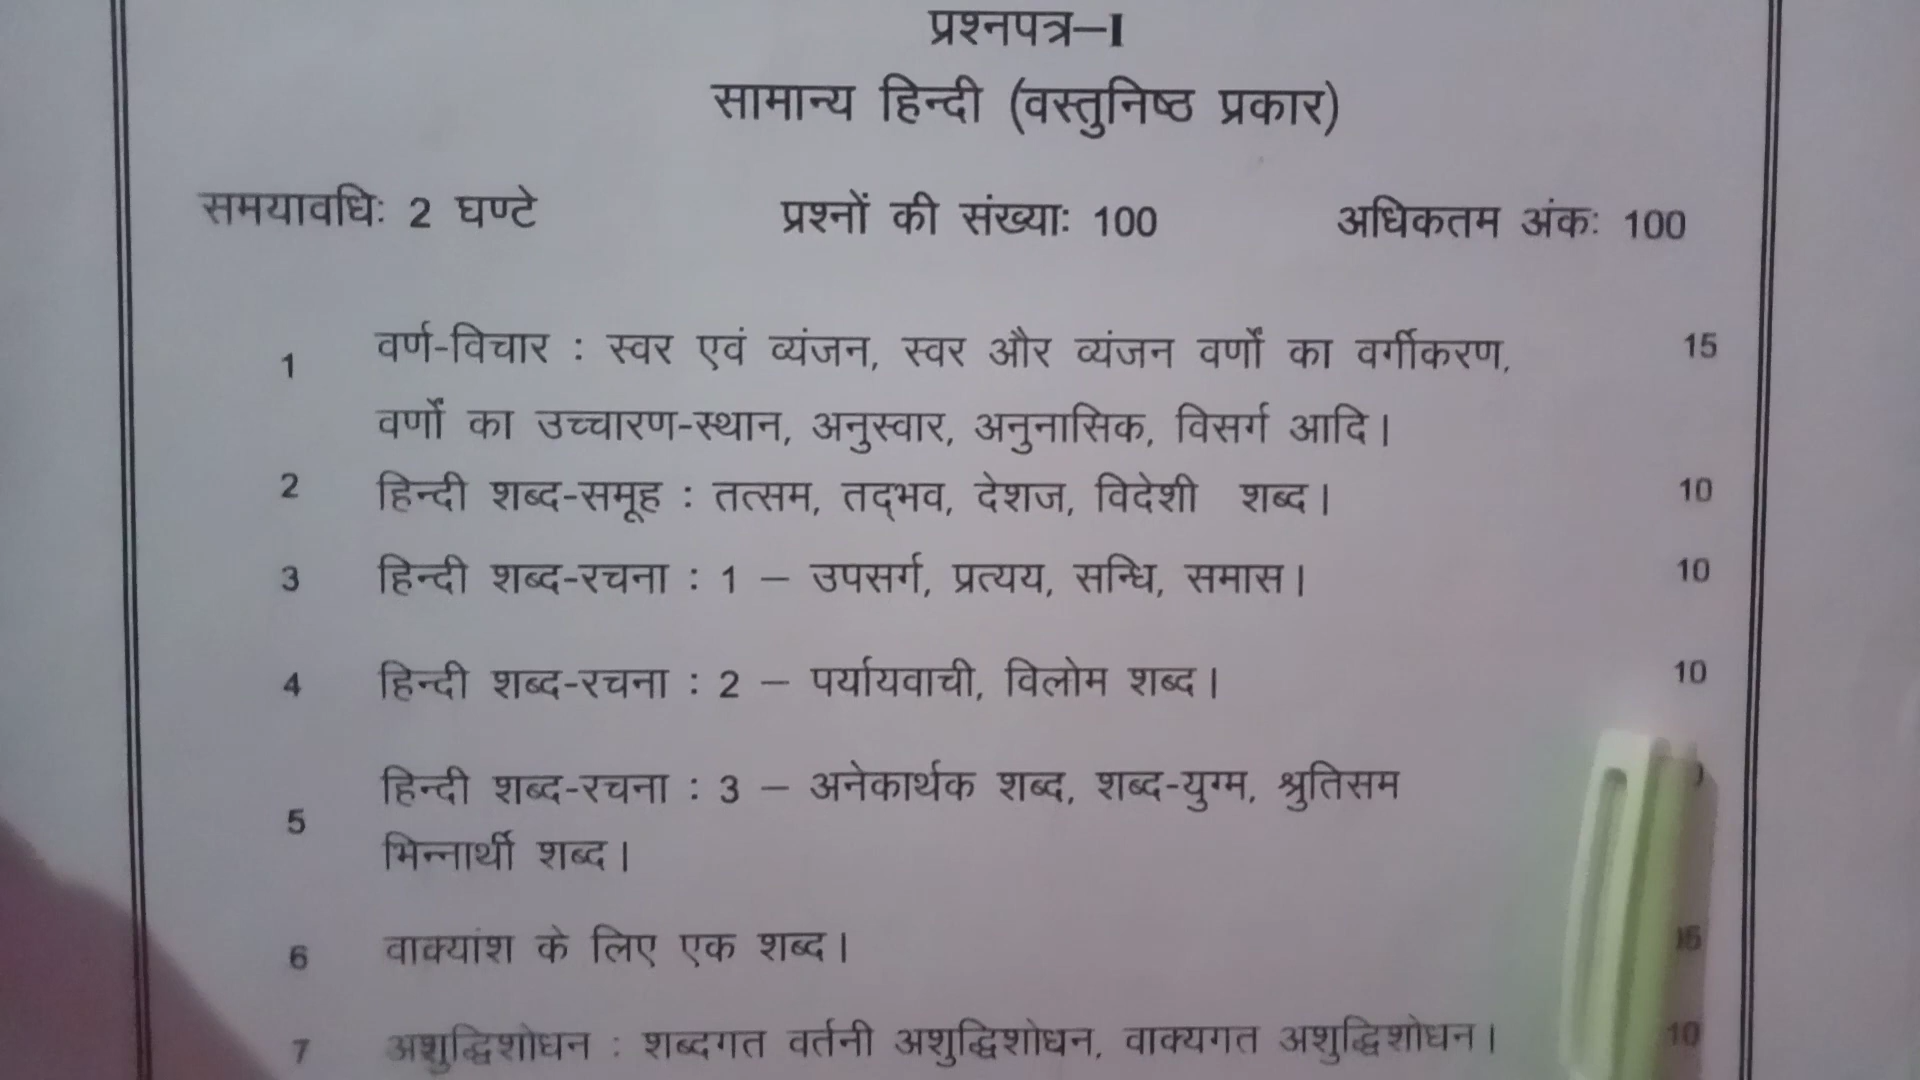 प्रश्नपत्र–I
सामान्य हिन्दी (वस्तुनिष्ठ प्रकार)
समयावधिः 2 घण्टे प्रश्नों की संख्याः 100 अधिकतम अंकः 100
1 वर्ण-विचार : स्वर एवं व्यंजन, स्वर और व्यंजन वर्णों का वर्गीकरण, 15
वर्णों का उच्चारण-स्थान, अनुस्वार, अनुनासिक, विसर्ग आदि।
2 हिन्दी शब्द-समूह : तत्सम, तद्भव, देशज, विदेशी शब्द। 10
3 हिन्दी शब्द-रचना : 1 – उपसर्ग, प्रत्यय, सन्धि, समास। 10
4 हिन्दी शब्द-रचना : 2 – पर्यायवाची, विलोम शब्द। 10
5 हिन्दी शब्द-रचना : 3 – अनेकार्थक शब्द, शब्द-युग्म, श्रुतिसम
भिन्नार्थी शब्द।
6 वाक्यांश के लिए एक शब्द।
7 अशुद्धिशोधन : शब्दगत वर्तनी अशुद्धिशोधन, वाक्यगत अशुद्धिशोधन। 10